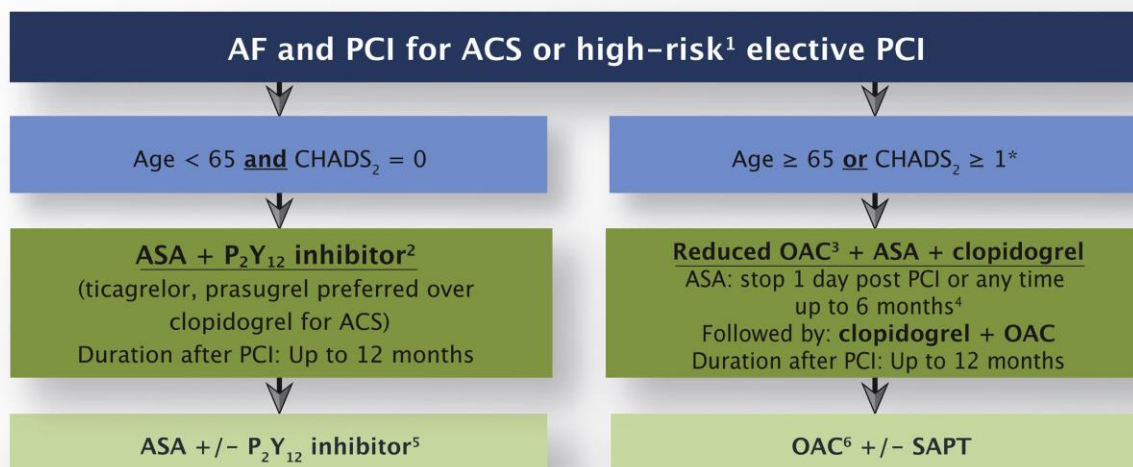 AF and PCI for ACS or high-risk¹ elective PCI
Age < 65 and CHADS₂ = 0
ASA + P₂Y₁₂ inhibitor²
(ticagrelor, prasugrel preferred over
clopidogrel for ACS)
Duration after PCI: Up to 12 months
ASA +/- P₂Y₁₂ inhibitor⁵
Age ≥ 65 or CHADS₂ ≥ 1*
Reduced OAC³ + ASA + clopidogrel
ASA: stop 1 day post PCI or any time
up to 6 months⁴
Followed by: clopidogrel + OAC
Duration after PCI: Up to 12 months
OAC⁶ +/- SAPT